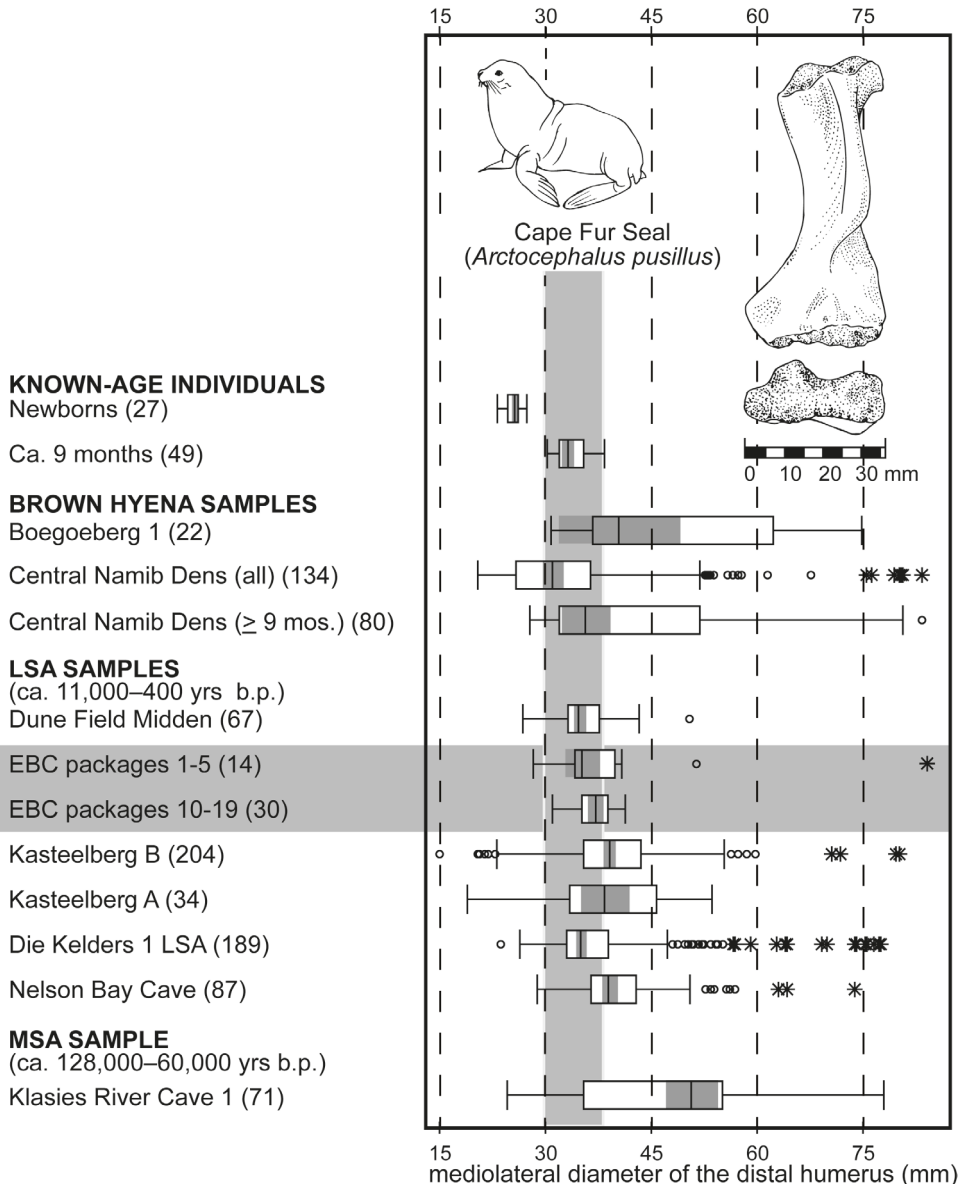 15 30 45 60 75
Cape Fur Seal
(Arctocephalus pusillus)
KNOWN-AGE INDIVIDUALS
Newborns (27)
Ca. 9 months (49)
0 10 20 30 mm
BROWN HYENA SAMPLES
Boegoeberg 1 (22)
Central Namib Dens (all) (134)
Central Namib Dens (≥ 9 mos.) (80)
LSA SAMPLES
(ca. 11,000–400 yrs b.p.)
Dune Field Midden (67)
EBC packages 1-5 (14)
EBC packages 10-19 (30)
Kasteelberg B (204)
Kasteelberg A (34)
Die Kelders 1 LSA (189)
Nelson Bay Cave (87)
MSA SAMPLE
(ca. 128,000–60,000 yrs b.p.)
Klasies River Cave 1 (71)
15 30 45 60 75
mediolateral diameter of the distal humerus (mm)